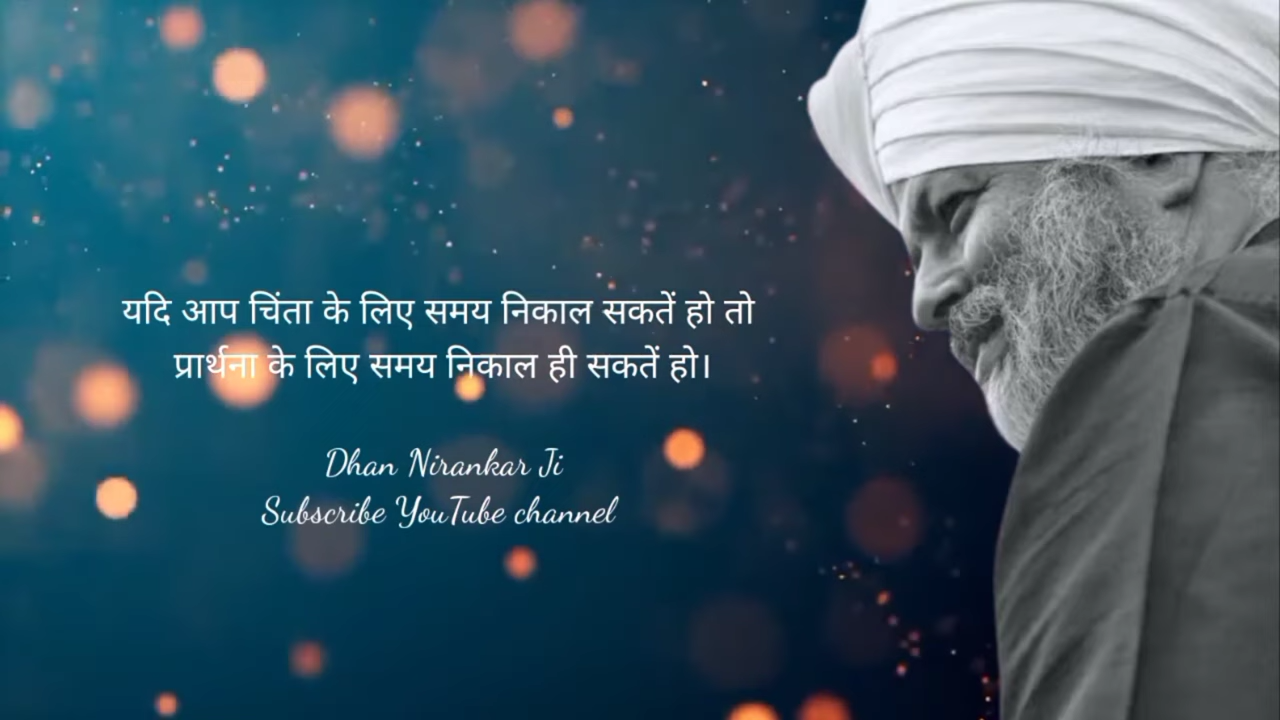 यदि आप चिंता के लिए समय निकाल सकतें हो तो
प्रार्थना के लिए समय निकाल ही सकतें हो।
Dhan Nirankar Ji
Subscribe YouTube channel